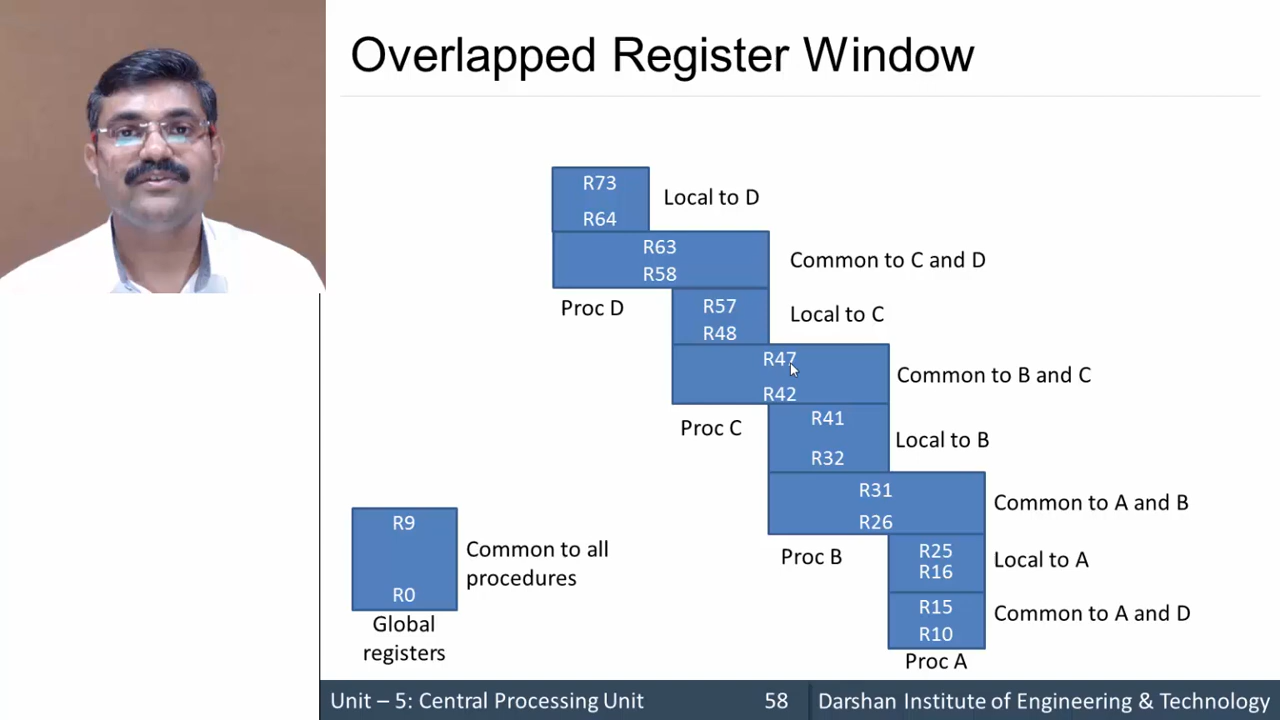 Overlapped Register Window
R73
Local to D
R64
R63
Common to C and D
R58
Proc D
R57
Local to C
R48
R47
Common to B and C
R42
Proc C
R41
Local to B
R32
R31
Common to A and B
R26
Proc B
R25
Local to A
R16
R15
Common to A and D
R10
Proc A
R9
Common to all
procedures
R0
Global
registers
Unit – 5: Central Processing Unit
58
Darshan Institute of Engineering & Technology